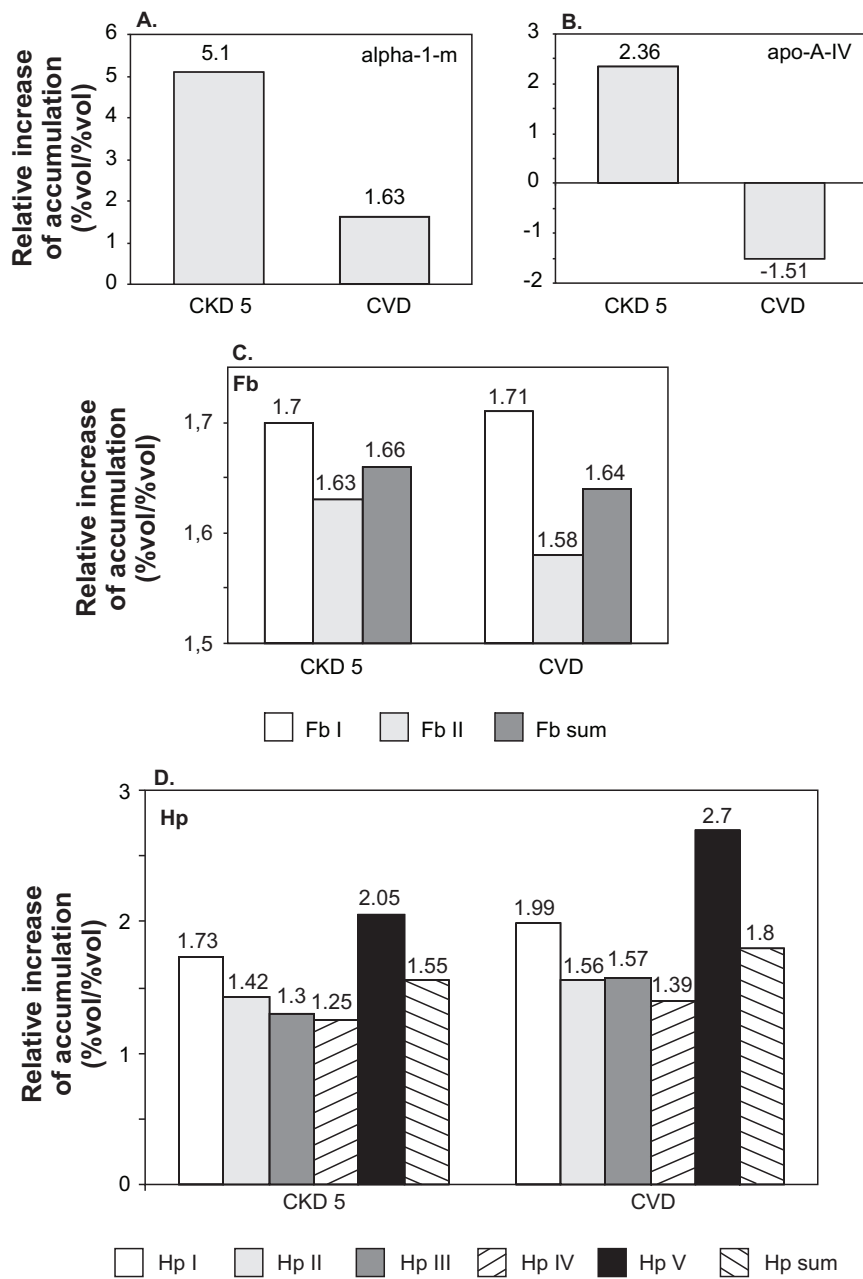 A.
alpha-1-m
Relative increase
of accumulation
(%vol/%vol)
6
5
4
3
2
1
0
5.1
1.63
CKD 5
CVD
B.
apo-A-IV
3
2
1
0
-1
-2
2.36
-1.51
CKD 5
CVD
C.
Fb
Relative increase
of accumulation
(%vol/%vol)
1,7
1,6
1,5
1.7
1.63
1.66
1.71
1.58
1.64
CKD 5
CVD
Fb I
Fb II
Fb sum
D.
Hp
Relative increase
of accumulation
(%vol/%vol)
3
2
1
0
1.73
1.42
1.3
1.25
2.05
1.55
1.99
1.56
1.57
1.39
2.7
1.8
CKD 5
CVD
Hp I
Hp II
Hp III
Hp IV
Hp V
Hp sum